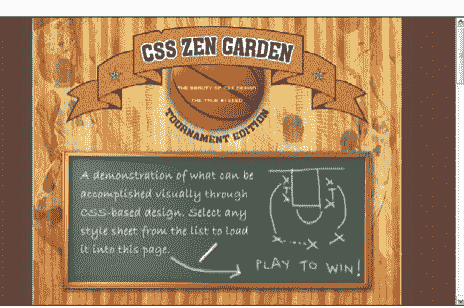 CSS ZEN GARDEN
THE BEAUTY OF CSS DESIGN
TOURNAMENT EDITION
A demonstration of what can be
accomplished visually through
CSS-based design. Select any
style sheet from the list to load
it into this page.
PLAY TO WIN!